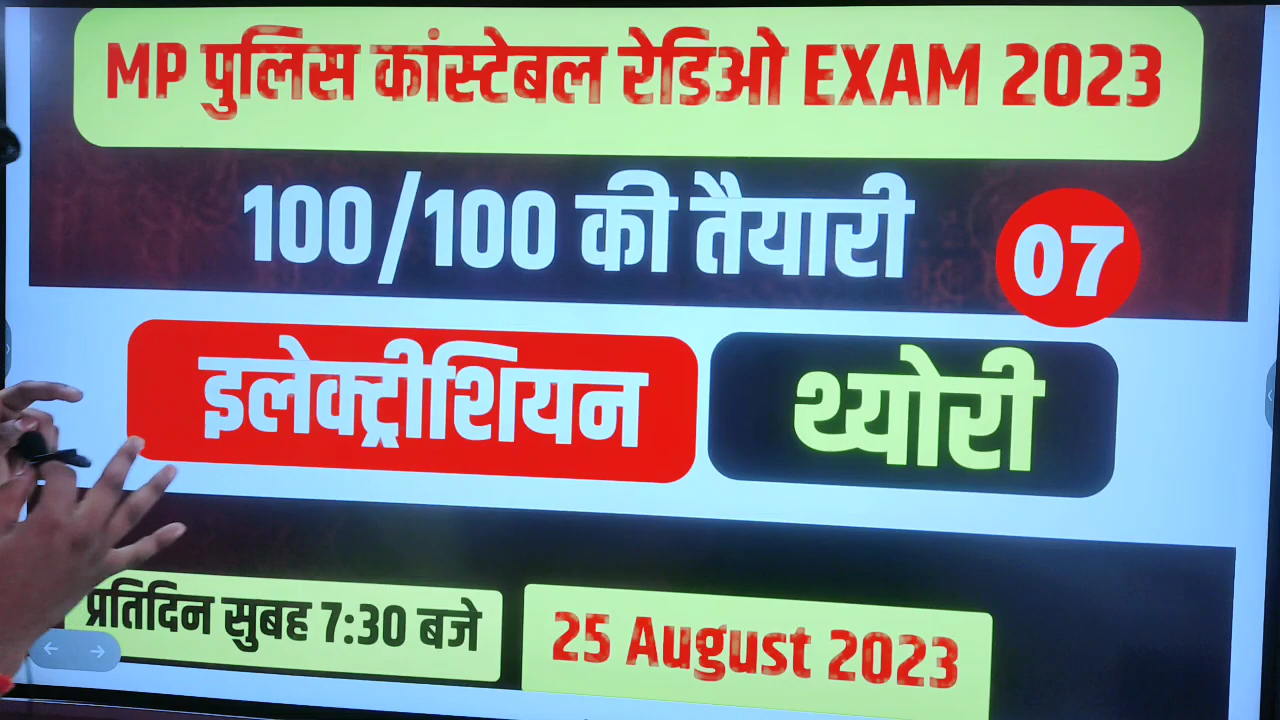 MP पुलिस कांस्टेबल रेडिओ EXAM 2023
100/100 की तैयारी
07
इलेक्ट्रीशियन थ्योरी
प्रतिदिन सुबह 7:30 बजे
25 August 2023